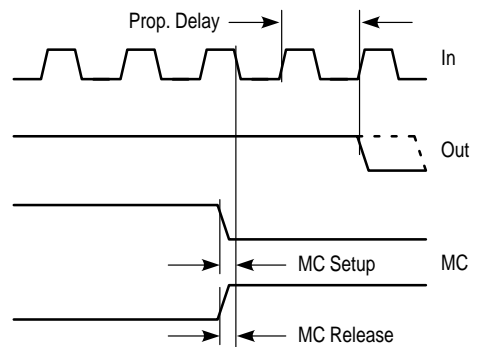 Prop. Delay
In
Out
MC Setup
MC
MC Release